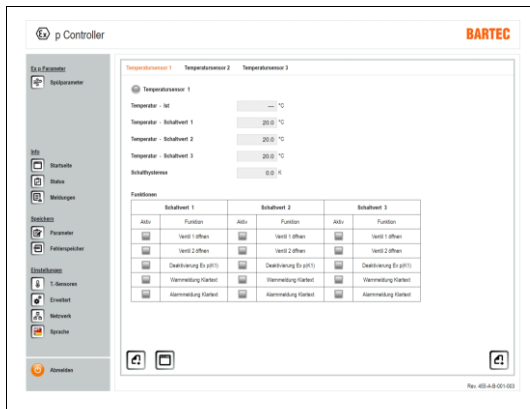 Ex p Controller
BARTEC
Ex p Parameter
Spülparameter
Info
Startseite
Status
Meldungen
Speichern
Parameter
Fehlerspeicher
Einstellungen
T.-Sensoren
Erweitert
Netzwerk
Sprache
Abmelden
Temperatursensor 1 Temperatursensor 2 Temperatursensor 3
Temperatursensor 1
Temperatur - Ist --- °C
Temperatur - Schaltwert 1 20.0 °C
Temperatur - Schaltwert 2 20.0 °C
Temperatur - Schaltwert 3 20.0 °C
Schalthysterese 0.0 K
Funktionen
Schaltwert 1 Schaltwert 2 Schaltwert 3
Aktiv Funktion Aktiv Funktion Aktiv Funktion
Ventil 1 öffnen Ventil 1 öffnen Ventil 1 öffnen
Ventil 2 öffnen Ventil 2 öffnen Ventil 2 öffnen
Deaktivierung Ex p(K1) Deaktivierung Ex p(K1) Deaktivierung Ex p(K1)
Warnmeldung Klartext Warnmeldung Klartext Warnmeldung Klartext
Alarmmeldung Klartext Alarmmeldung Klartext Alarmmeldung Klartext
Rev. 400-A-B-001-003